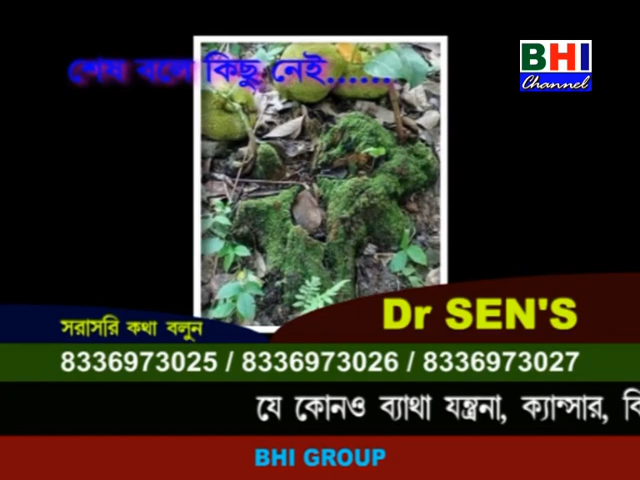 শেষ বলে কিছু নেই......
BHI
Channel
Dr SEN'S
সরাসরি কথা বলুন
8336973025 / 8336973026 / 8336973027
যে কোনও ব্যাথা যন্ত্রনা, ক্যান্সার,
BHI GROUP